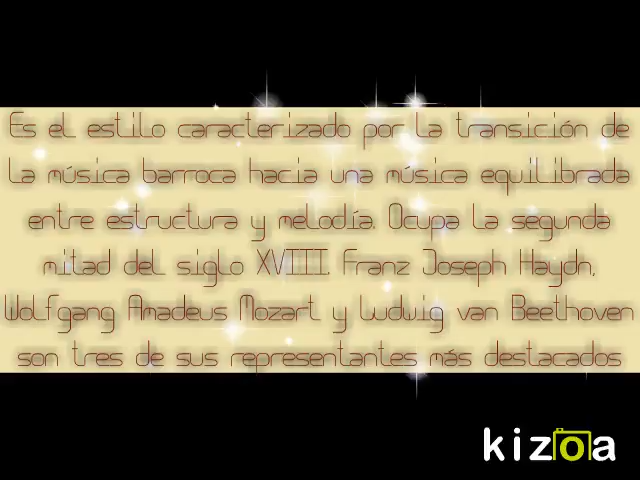 Es el estilo caracterizado por la transición de
la música barroca hacia una música equilibrada
entre estructura y melodía. Ocupa la segunda
mitad del siglo XVIIII. Franz Joseph Haydn,
Wolfgang Amadeus Mozart y Ludwig van Beethoven
son tres de sus representantes más destacados
kizoa